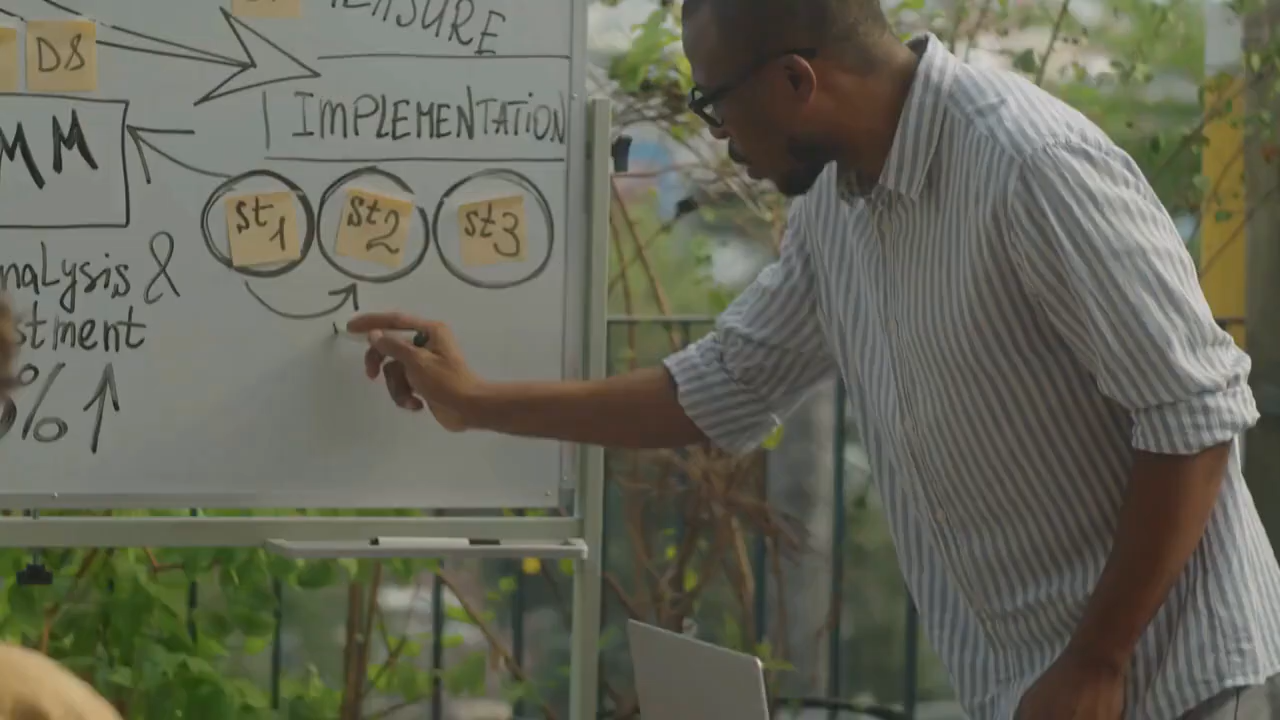 D8
IMPLEMENTATION
MM
st1 st2 st3
nalysis &
stment
% ↑